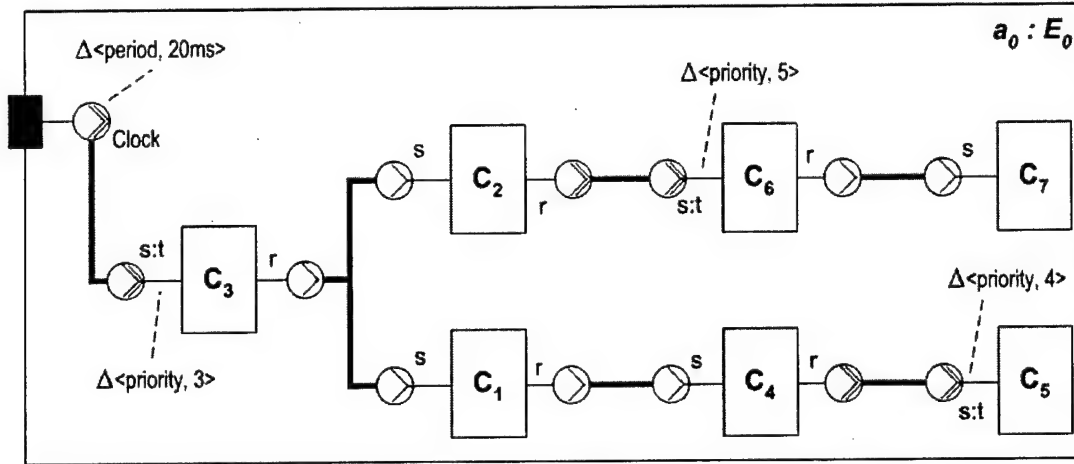 a₀ : E₀
Δ<period, 20ms>
Δ<priority, 5>
Clock
s
C₂
r
s:t
C₆
r
s
C₇
s:t
C₃
r
Δ<priority, 3>
Δ<priority, 4>
s
C₁
r
s
C₄
r
s:t
C₅